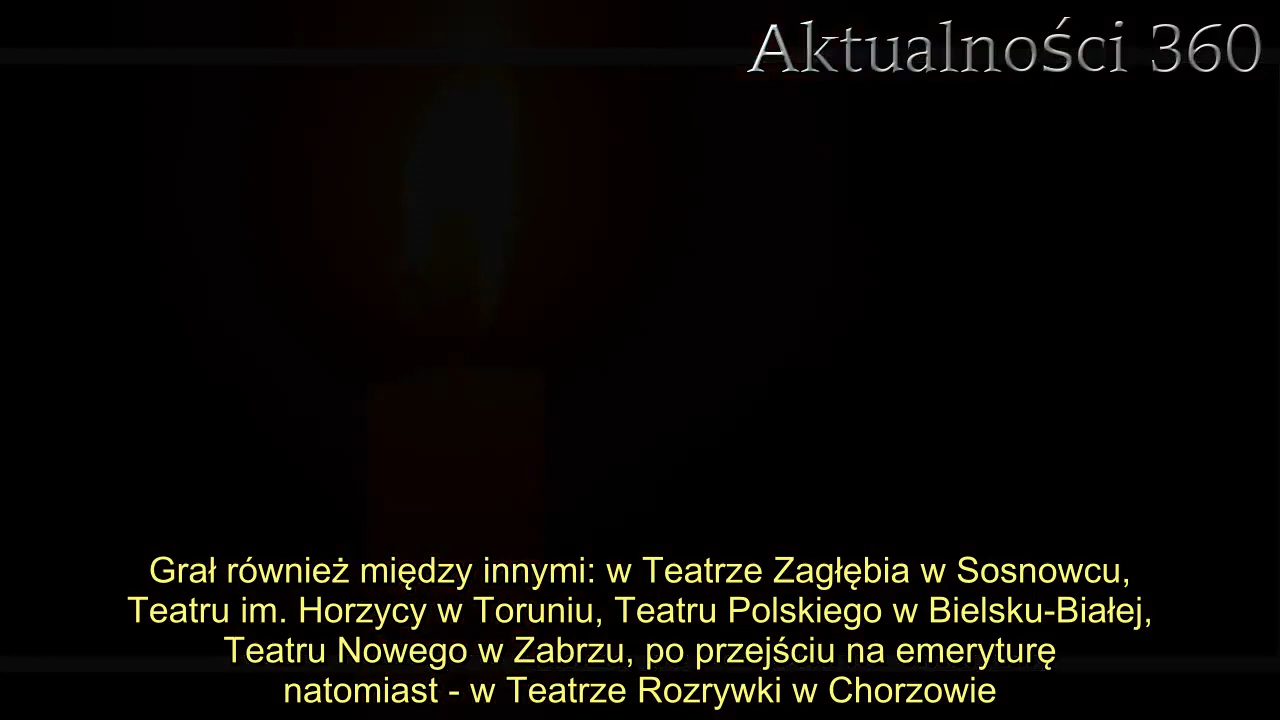 Aktualności 360
Grał również między innymi: w Teatrze Zagłębia w Sosnowcu,
Teatru im. Horzycy w Toruniu, Teatru Polskiego w Bielsku-Białej,
Teatru Nowego w Zabrzu, po przejściu na emeryturę
natomiast - w Teatrze Rozrywki w Chorzowie